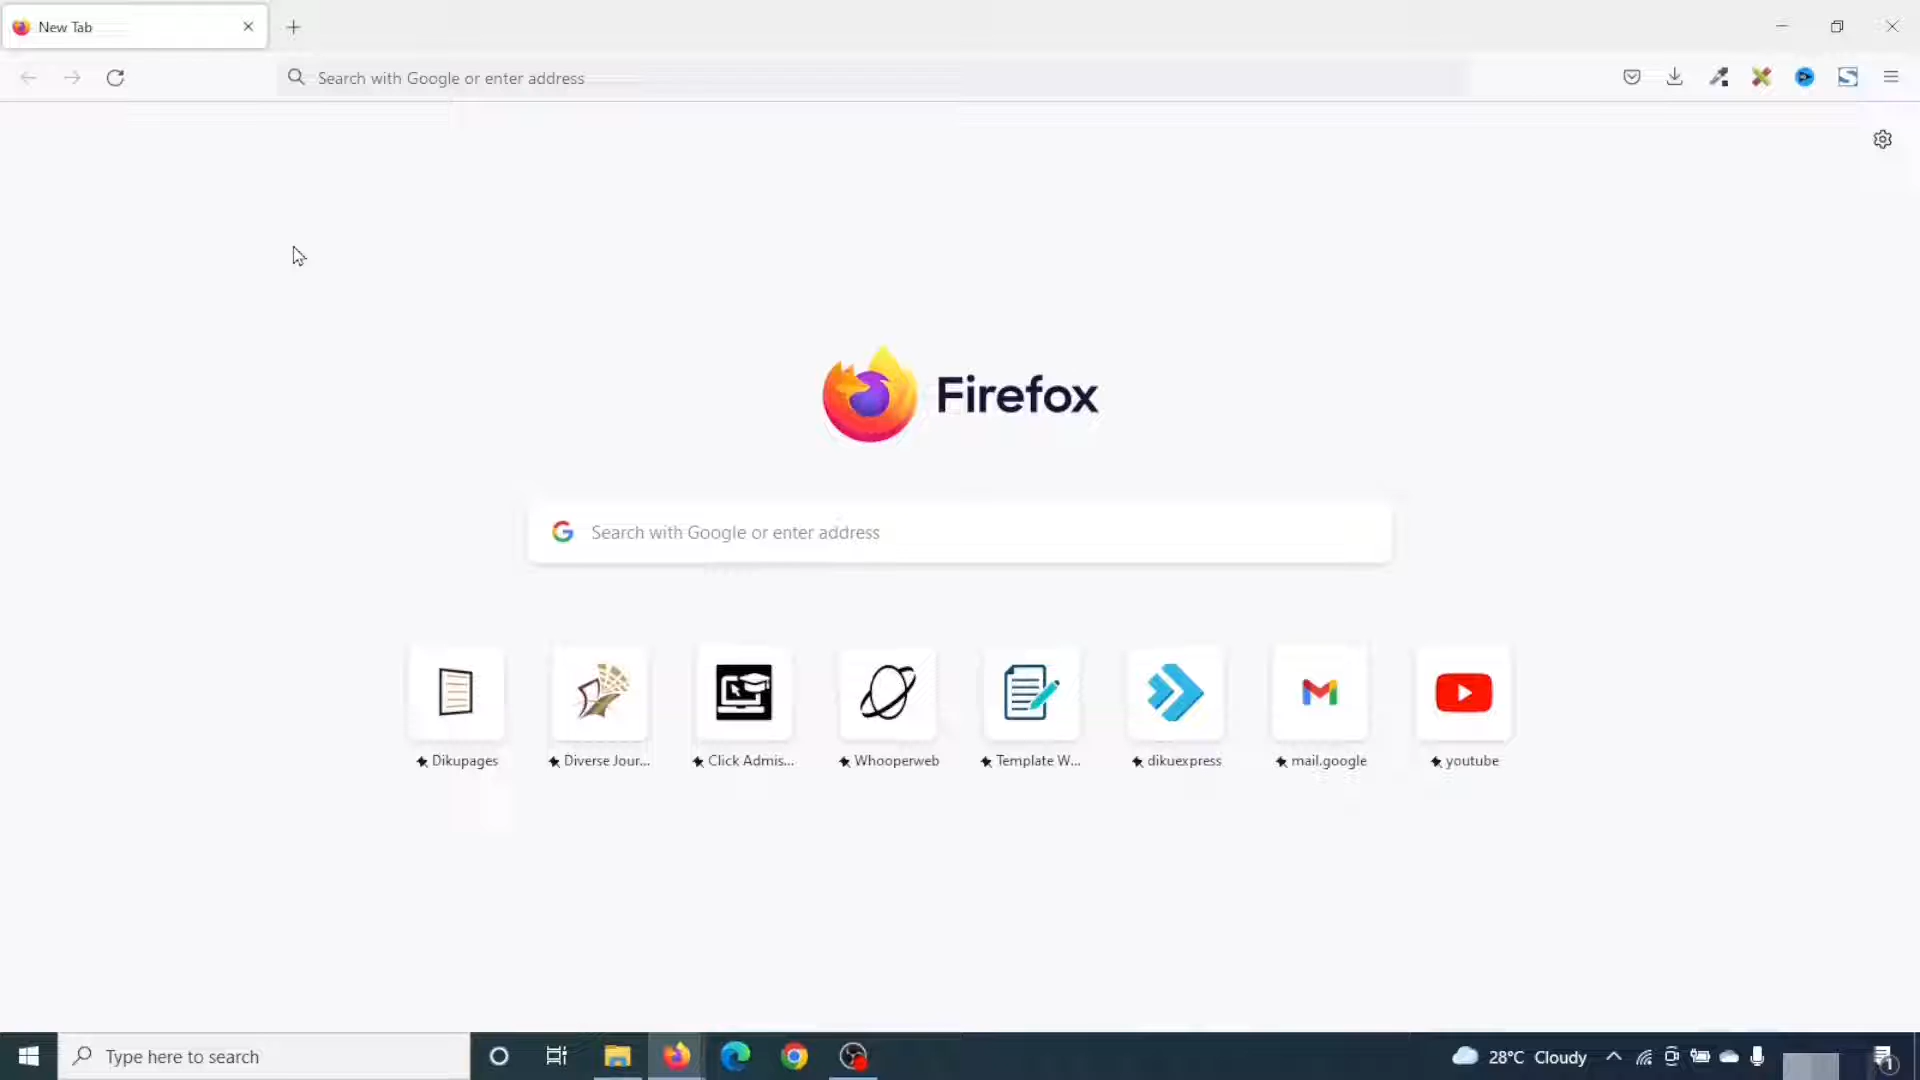 New Tab
Search with Google or enter address
Firefox
Search with Google or enter address
Dikupages
Diverse Jour...
Click Admis...
Whooperweb
Template W...
dikuexpress
mail.google
youtube
Type here to search
28°C Cloudy
1